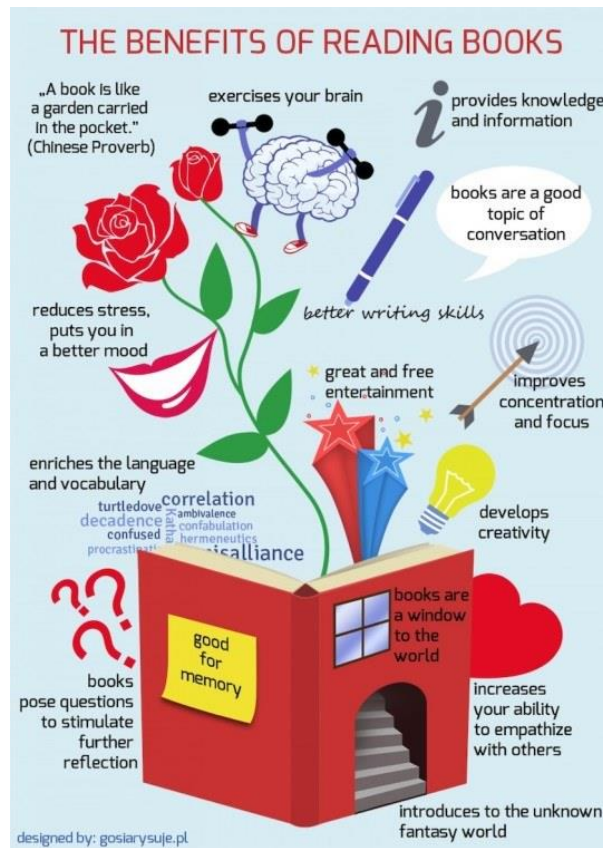 THE BENEFITS OF READING BOOKS
„A book is like
a garden carried
in the pocket.”
(Chinese Proverb)
exercises your brain
provides knowledge
and information
books are a good
topic of
conversation
reduces stress,
puts you in
a better mood
better writing skills
great and free
entertainment
improves
concentration
and focus
enriches the language
and vocabulary
correlation
turtledove
ambivalence
decadence
Katha
confabulation
confused
hermeneutics
procrastinati
isalliance
develops
creativity
books are
a window
to the
world
good
for
memory
books
pose questions
to stimulate
further
reflection
increases
your ability
to empathize
with others
introduces to the unknown
fantasy world
designed by: gosiarysuje.pl